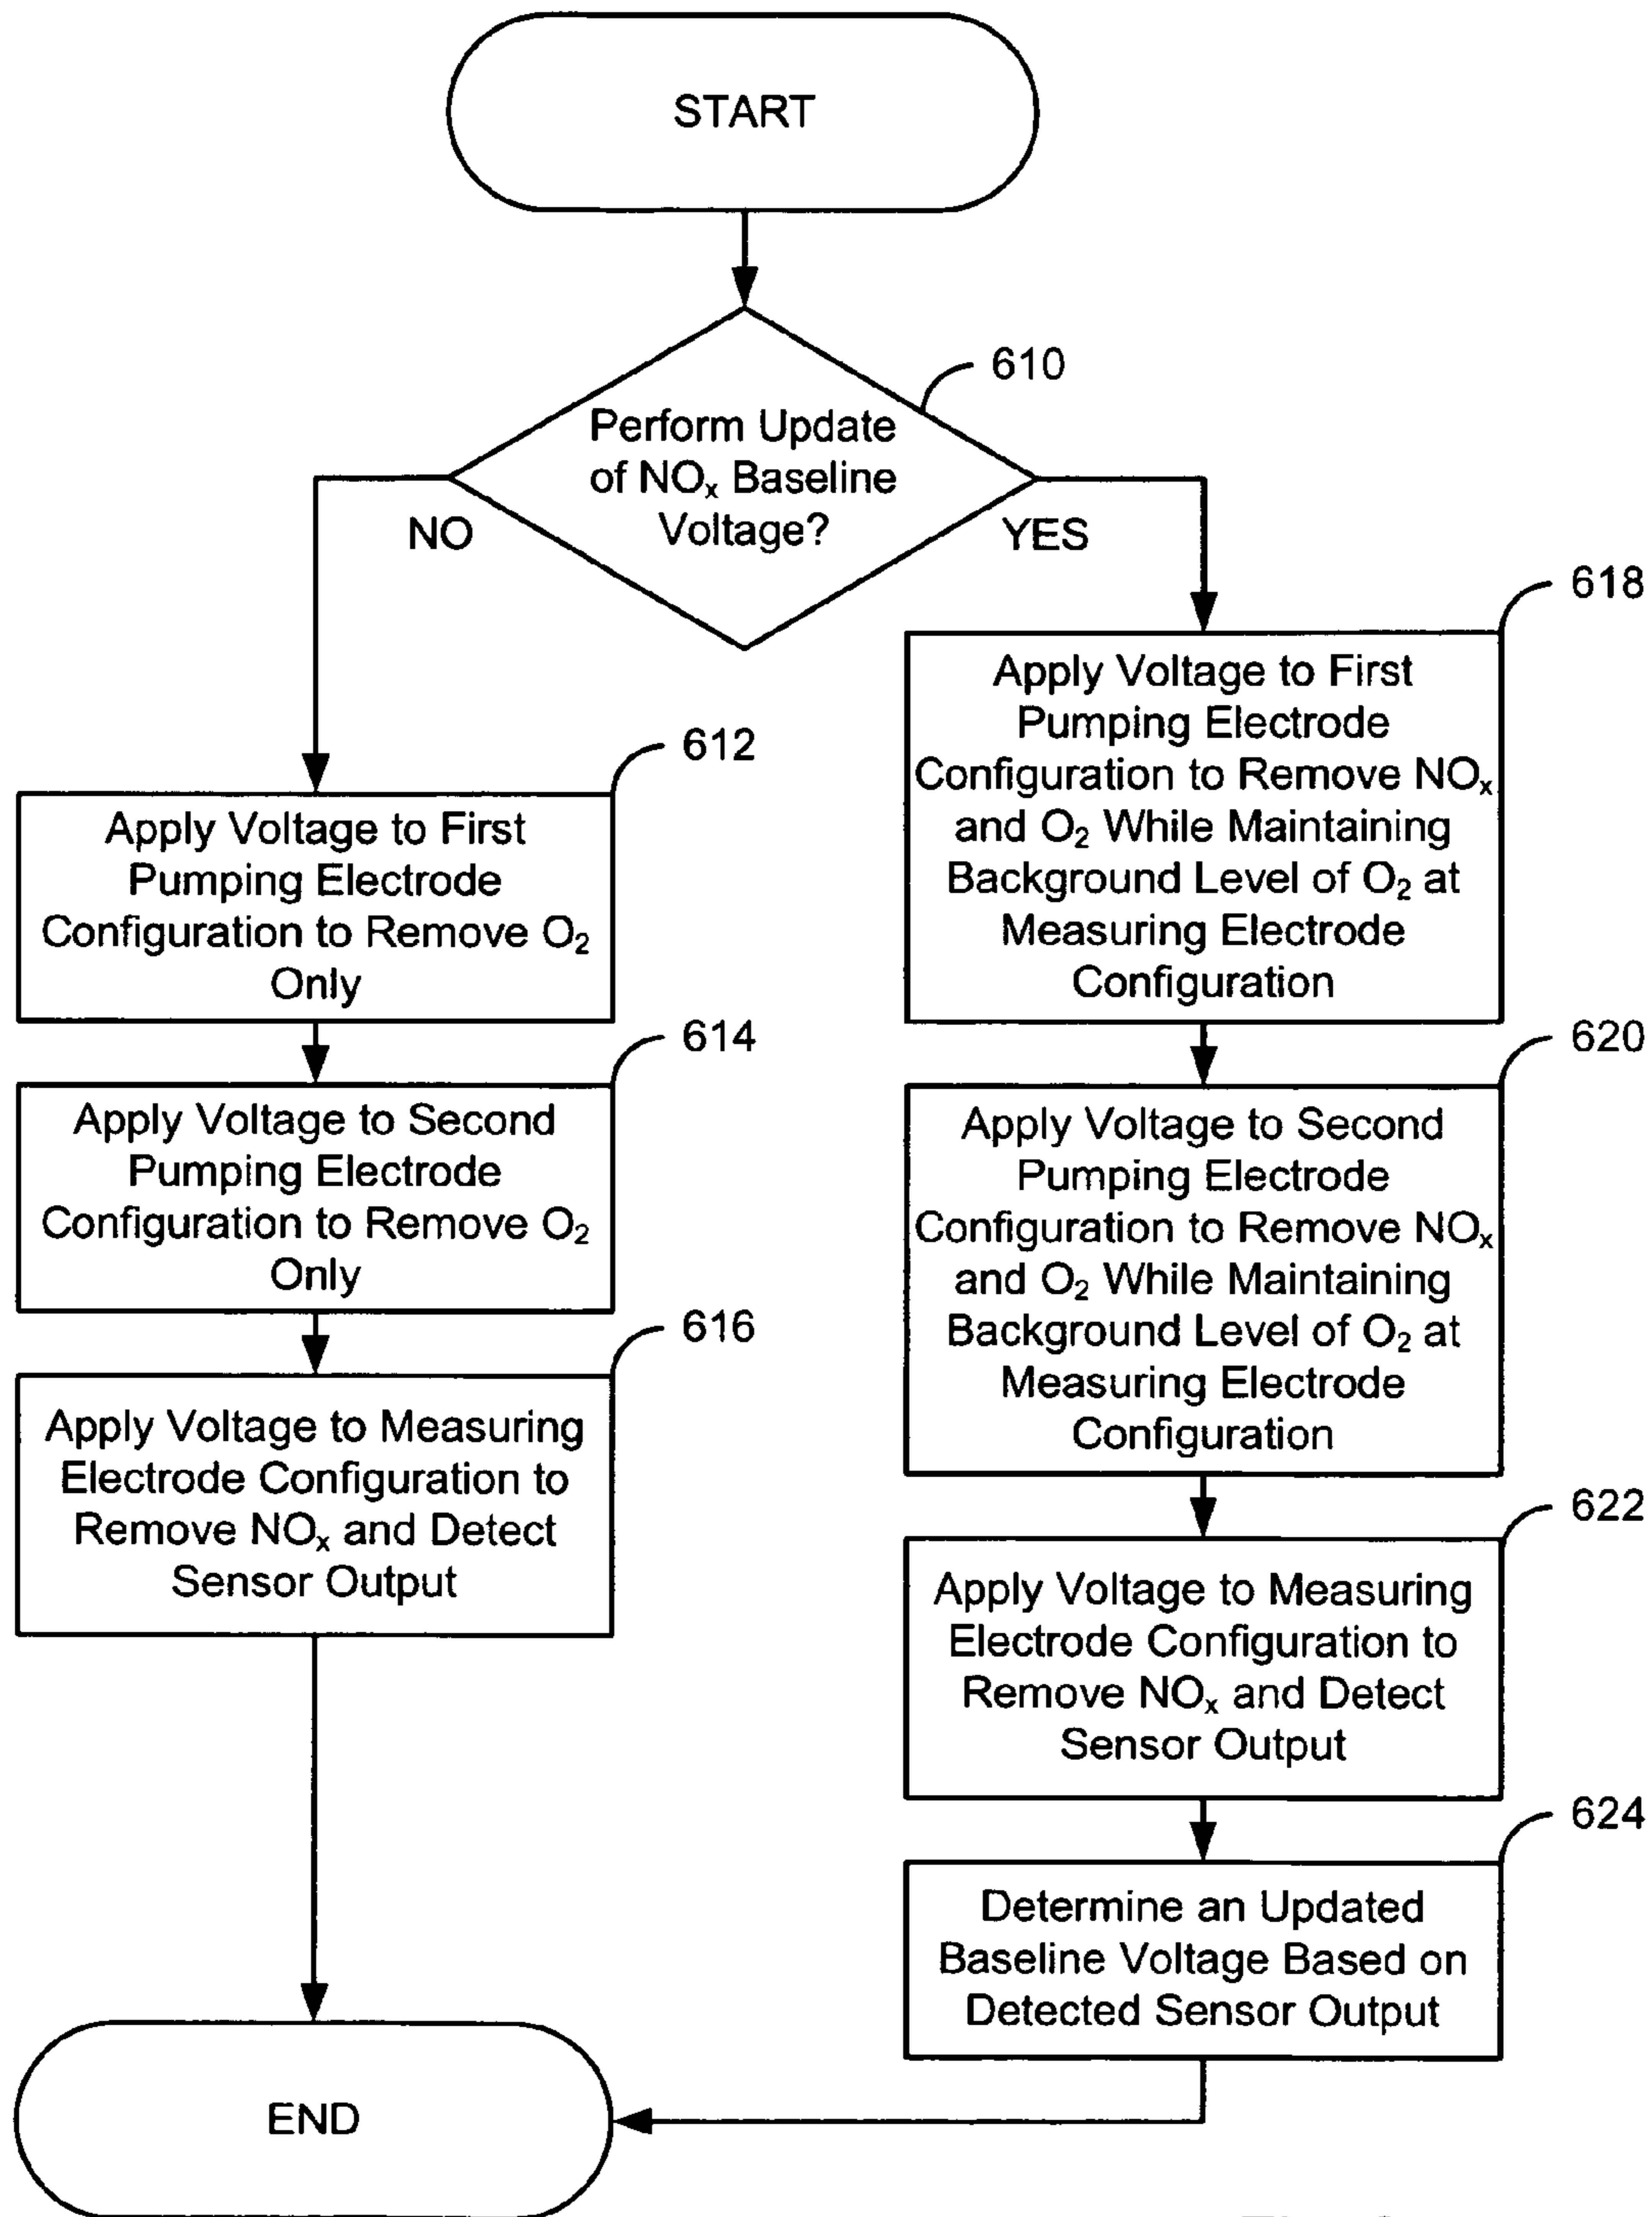 START
610
Perform Update
of NOx Baseline
Voltage?
NO
YES
612
Apply Voltage to First
Pumping Electrode
Configuration to Remove O2
Only
614
Apply Voltage to Second
Pumping Electrode
Configuration to Remove O2
Only
616
Apply Voltage to Measuring
Electrode Configuration to
Remove NOx and Detect
Sensor Output
618
Apply Voltage to First
Pumping Electrode
Configuration to Remove NOx
and O2 While Maintaining
Background Level of O2 at
Measuring Electrode
Configuration
620
Apply Voltage to Second
Pumping Electrode
Configuration to Remove NOx
and O2 While Maintaining
Background Level of O2 at
Measuring Electrode
Configuration
622
Apply Voltage to Measuring
Electrode Configuration to
Remove NOx and Detect
Sensor Output
624
Determine an Updated
Baseline Voltage Based on
Detected Sensor Output
END